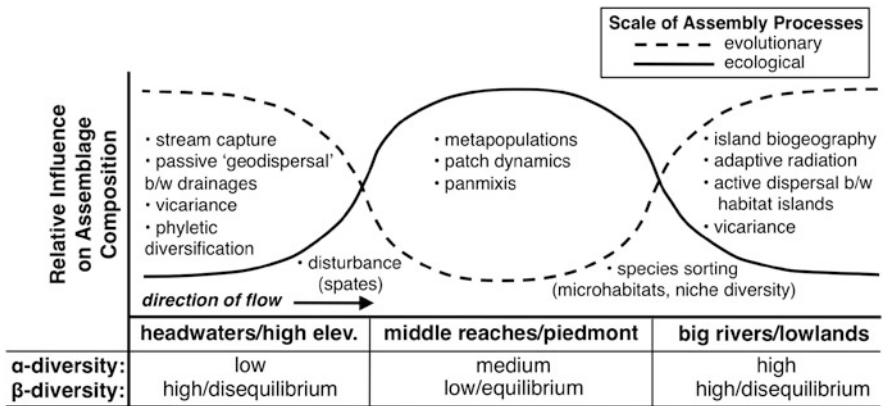 Scale of Assembly Processes
evolutionary
ecological
Relative Influence
on Assemblage
Composition
• stream capture
• passive ‘geodispersal’
b/w drainages
• vicariance
• phyletic
diversification
• disturbance
(spates)
• metapopulations
• patch dynamics
• panmixis
• species sorting
(microhabitats, niche diversity)
• island biogeography
• adaptive radiation
• active dispersal b/w
habitat islands
• vicariance
direction of flow
headwaters/high elev. middle reaches/piedmont big rivers/lowlands
α-diversity: low medium high
β-diversity: high/disequilibrium low/equilibrium high/disequilibrium